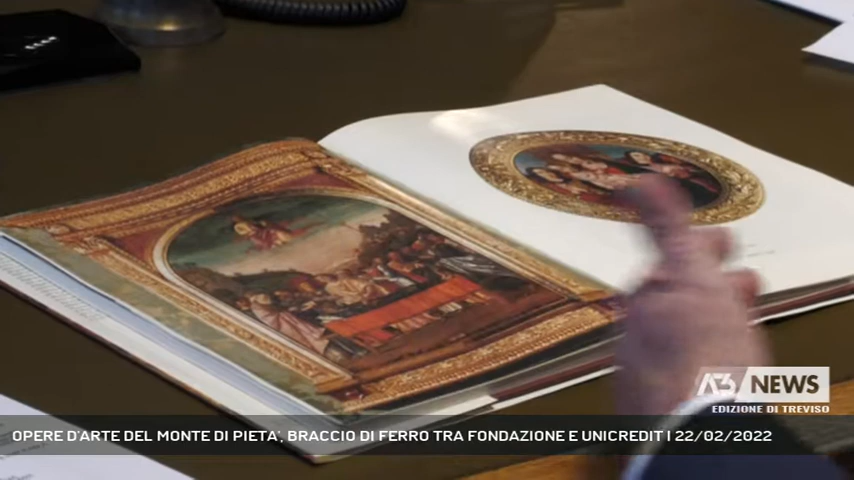 A3 NEWS
EDIZIONE DI TREVISO
OPERE D'ARTE DEL MONTE DI PIETA', BRACCIO DI FERRO TRA FONDAZIONE E UNICREDIT | 22/02/2022